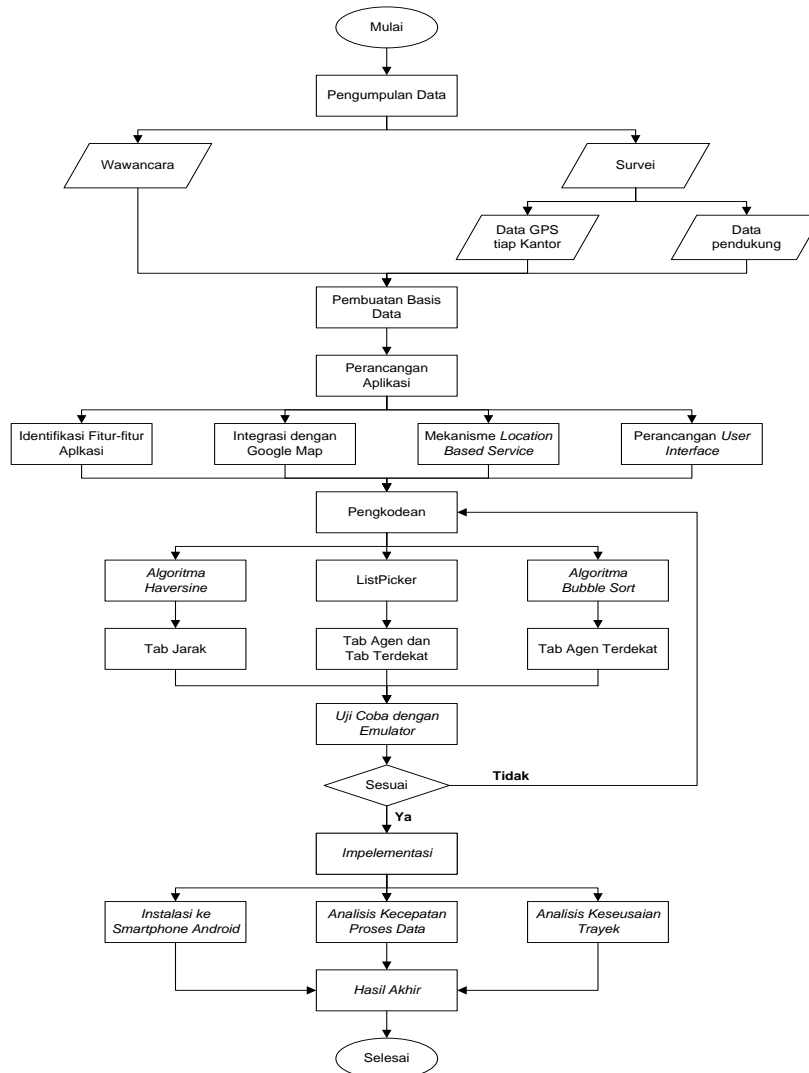 Mulai
Pengumpulan Data
Wawancara
Survei
Data GPS
tiap Kantor
Data
pendukung
Pembuatan Basis
Data
Perancangan
Aplikasi
Identifikasi Fitur-fitur
Aplkasi
Integrasi dengan
Google Map
Mekanisme Location
Based Service
Perancangan User
Interface
Pengkodean
Algoritma
Haversine
ListPicker
Algoritma
Bubble Sort
Tab Jarak
Tab Agen dan
Tab Terdekat
Tab Agen Terdekat
Uji Coba dengan
Emulator
Sesuai
Tidak
Ya
Impelementasi
Instalasi ke
Smartphone Android
Analisis Kecepatan
Proses Data
Analisis Keseusaian
Trayek
Hasil Akhir
Selesai